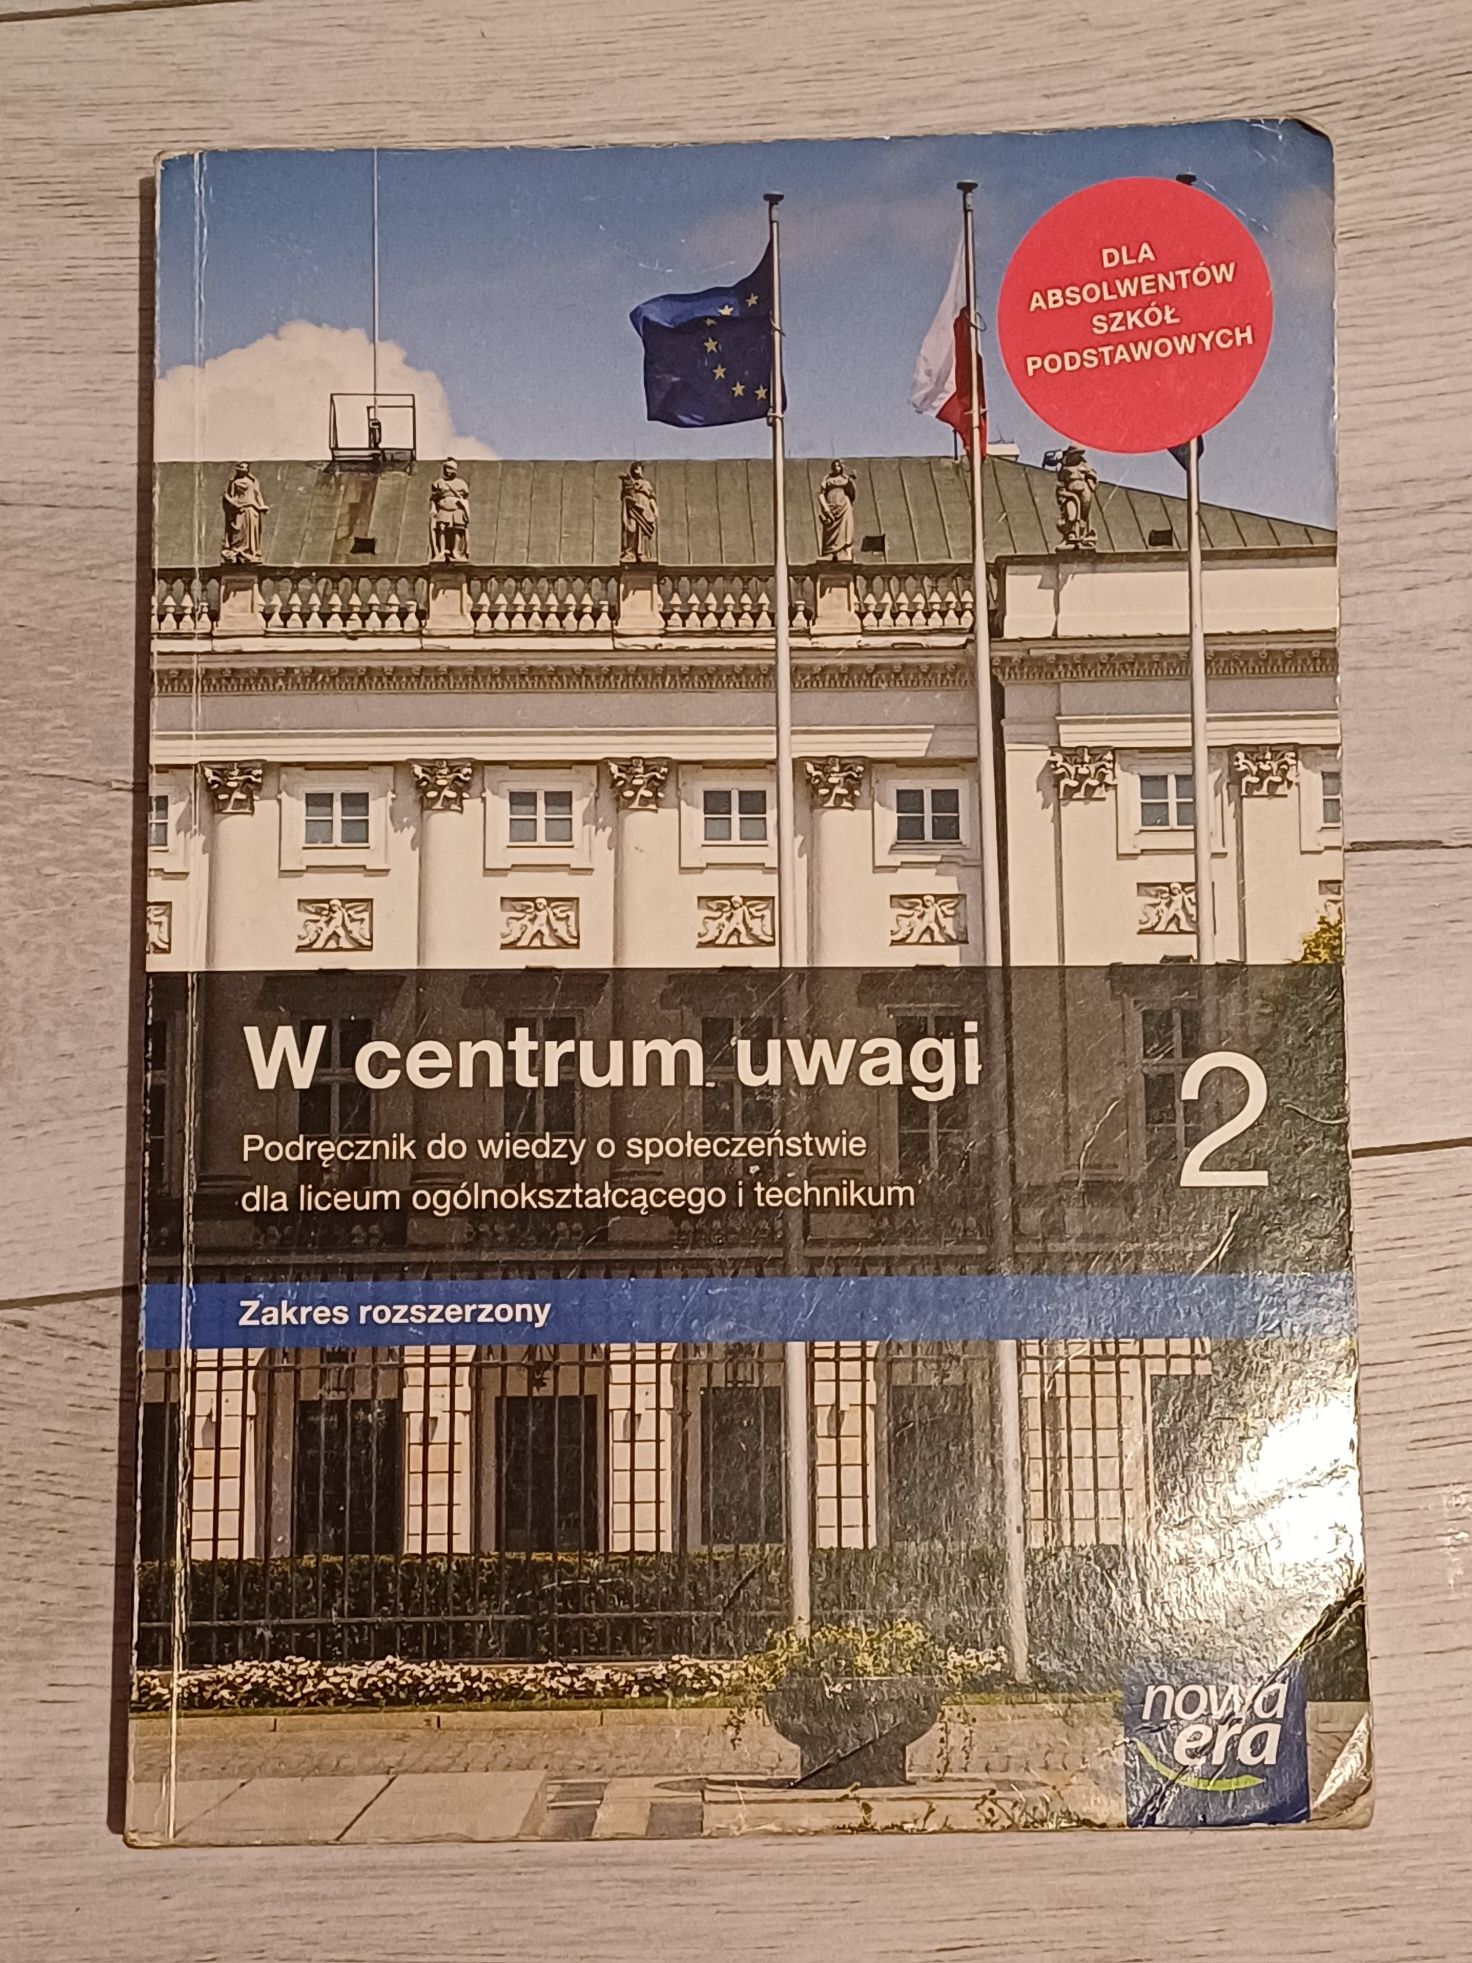 DLA
ABSOLWENTÓW
SZKÓŁ
PODSTAWOWYCH
W centrum uwagi
2
Podręcznik do wiedzy o społeczeństwie
dla liceum ogólnokształcącego i technikum
Zakres rozszerzony
nowa
era